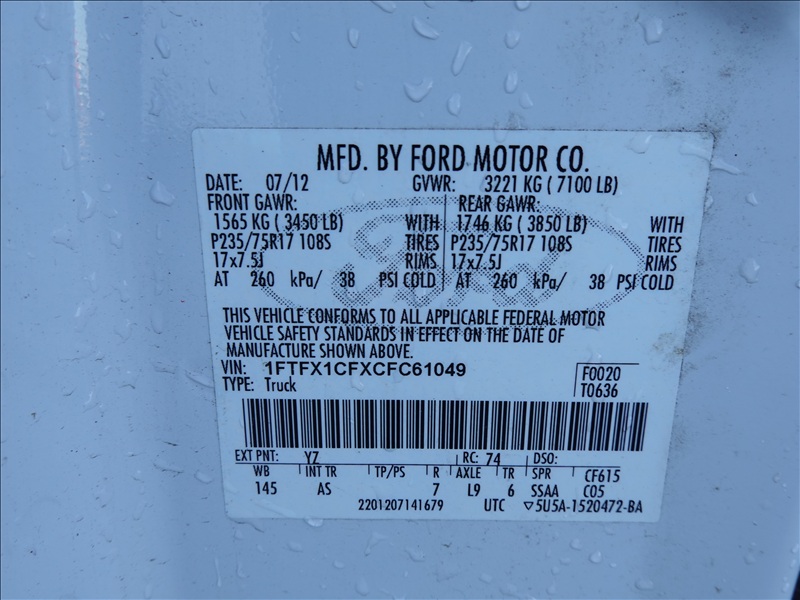 MFD. BY FORD MOTOR CO.
DATE: 07/12 GVWR: 3221 KG ( 7100 LB)
FRONT GAWR: REAR GAWR:
1565 KG ( 3450 LB) WITH 1746 KG ( 3850 LB) WITH
P235/75R17 108S TIRES P235/75R17 108S TIRES
17x7.5J RIMS 17x7.5J RIMS
AT 260 kPa/ 38 PSI COLD AT 260 kPa/ 38 PSI COLD
Ford
THIS VEHICLE CONFORMS TO ALL APPLICABLE FEDERAL MOTOR
VEHICLE SAFETY STANDARDS IN EFFECT ON THE DATE OF
MANUFACTURE SHOWN ABOVE.
VIN: 1FTFX1CFXCFC61049 F0020
TYPE: Truck T0636
EXT PNT: YZ RC: 74 DSO:
WB INT TR TP/PS R AXLE TR SPR CF615
145 AS 7 L9 6 SSAA C05
2201207141679 UTC ▽5U5A-1520472-BA